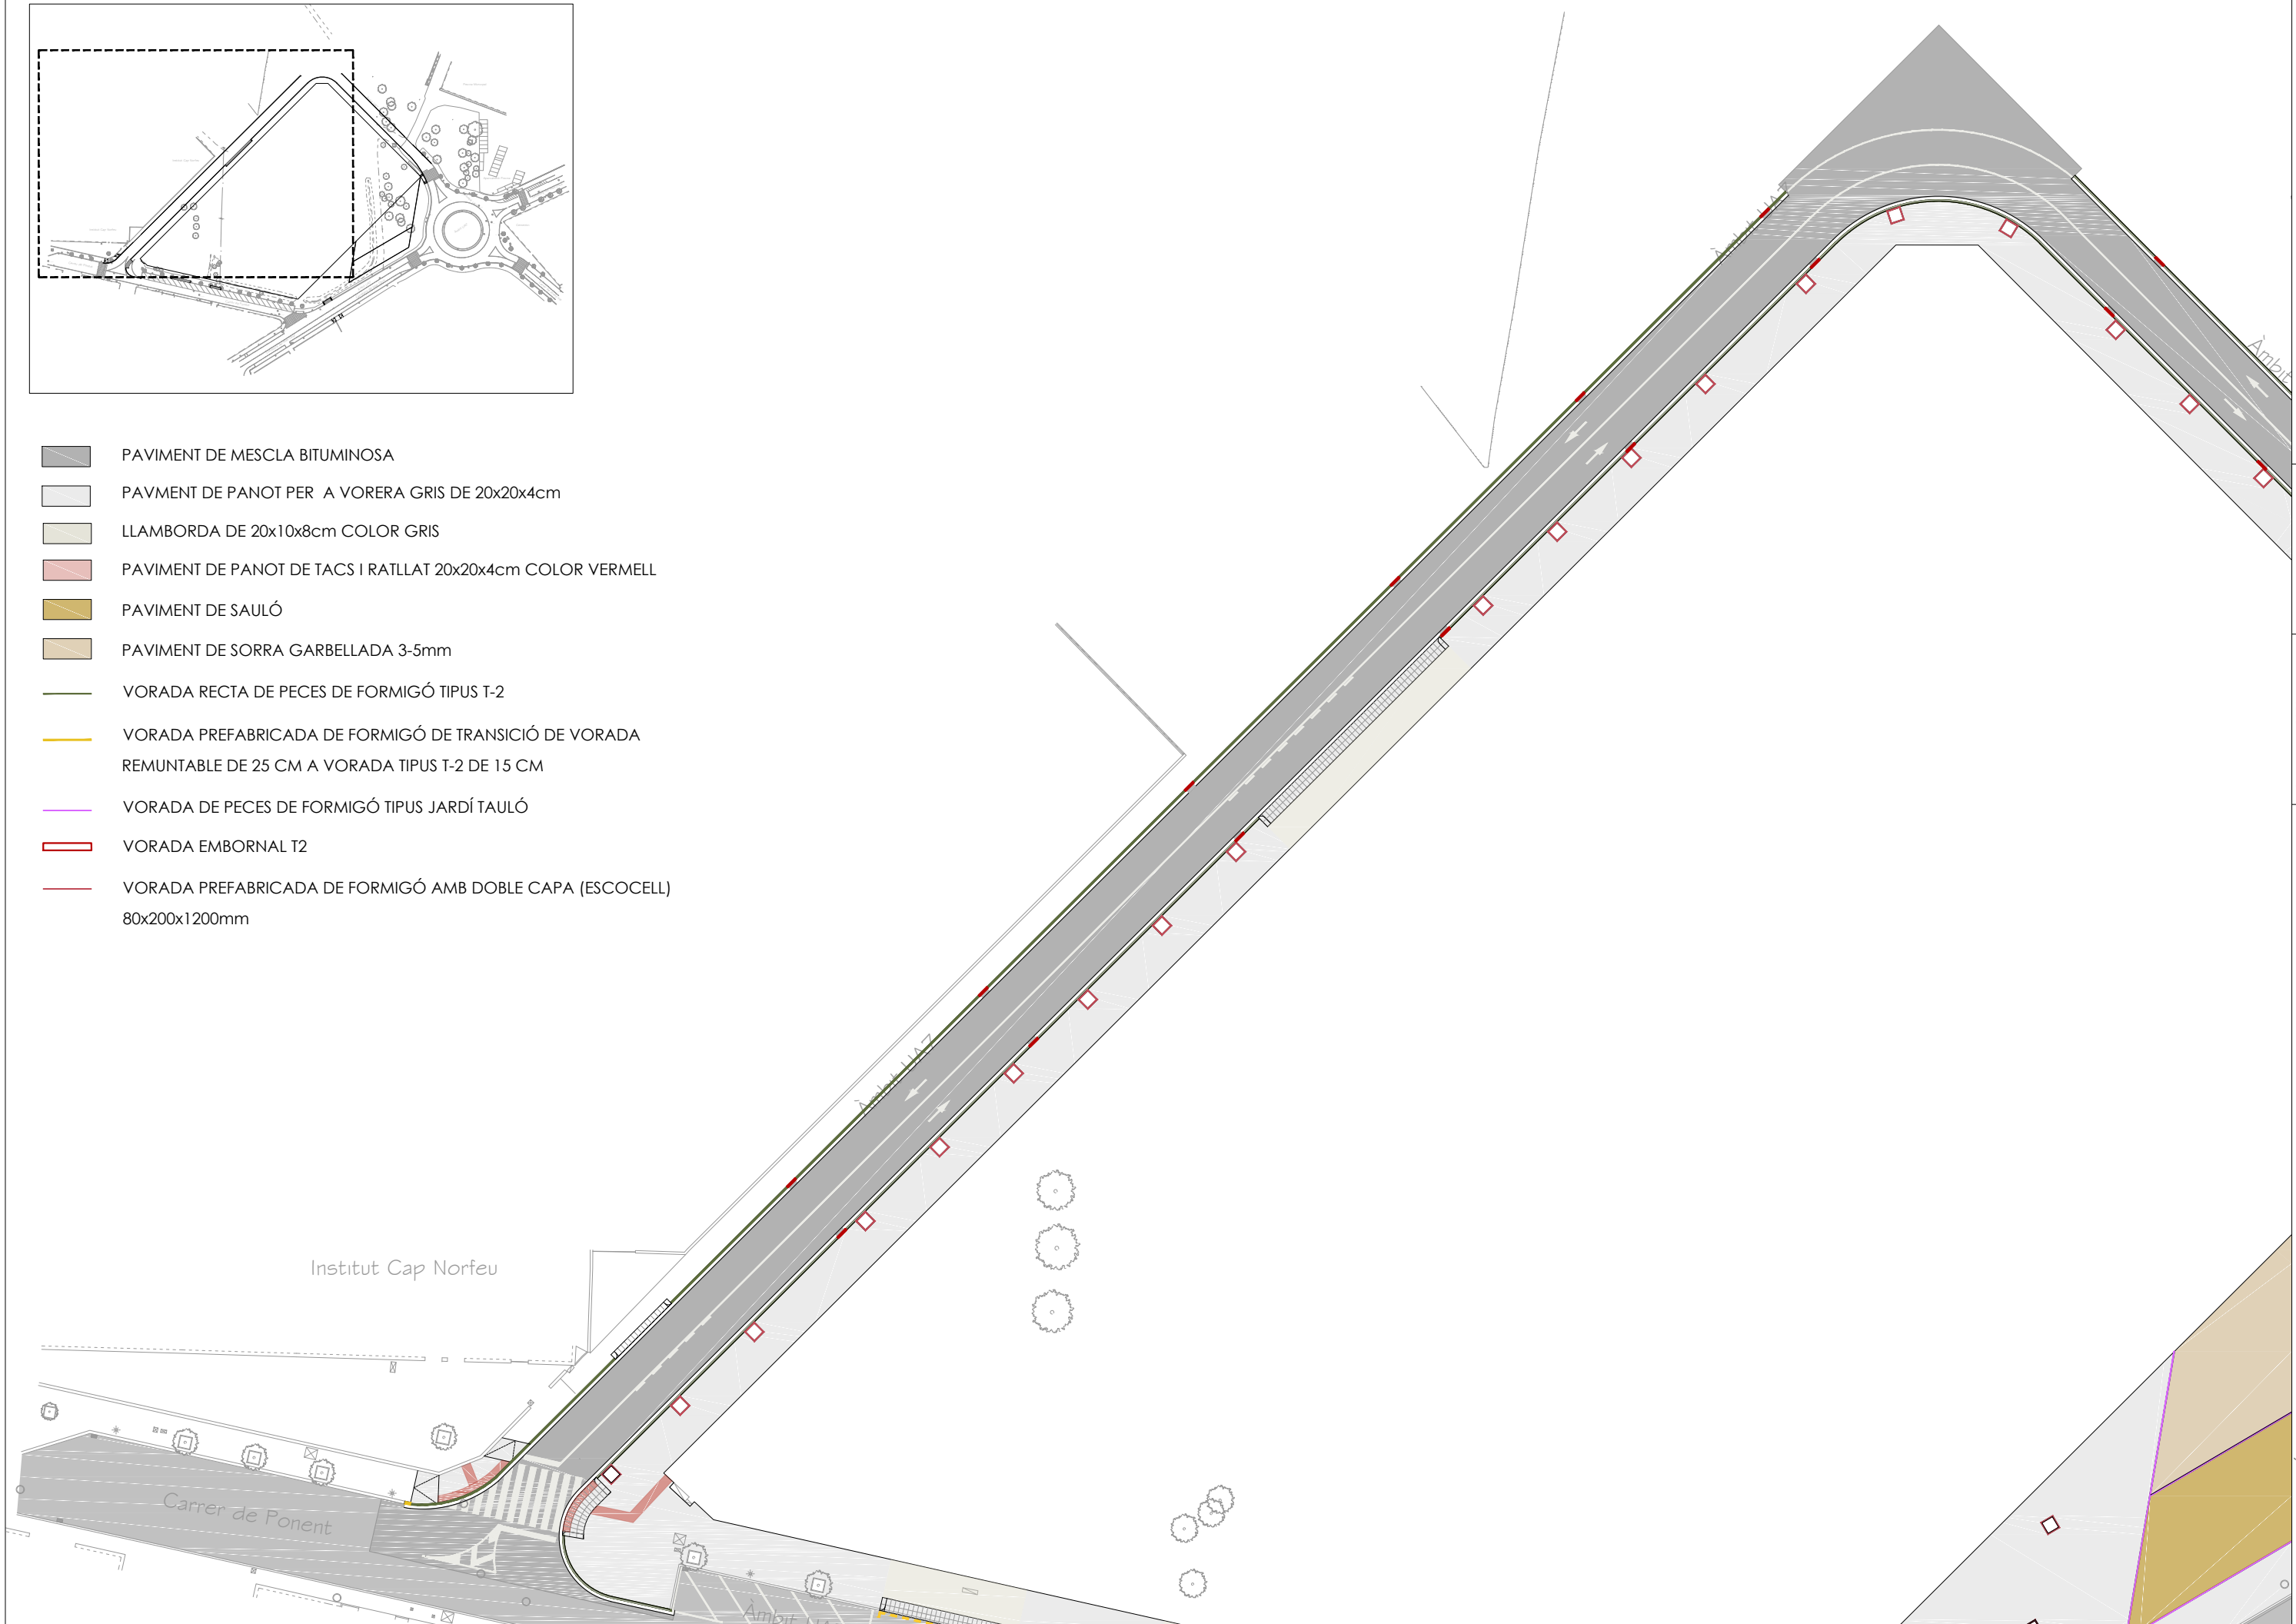 PAVIMENT DE MESCLA BITUMINOSA
PAVMENT DE PANOT PER A VORERA GRIS DE 20x20x4cm
LLAMBORDA DE 20x10x8cm COLOR GRIS
PAVIMENT DE PANOT DE TACS I RATLLAT 20x20x4cm COLOR VERMELL
PAVIMENT DE SAULÓ
PAVIMENT DE SORRA GARBELLADA 3-5mm
VORADA RECTA DE PECES DE FORMIGÓ TIPUS T-2
VORADA PREFABRICADA DE FORMIGÓ DE TRANSICIÓ DE VORADA
REMUNTABLE DE 25 CM A VORADA TIPUS T-2 DE 15 CM
VORADA DE PECES DE FORMIGÓ TIPUS JARDÍ TAULÓ
VORADA EMBORNAL T2
VORADA PREFABRICADA DE FORMIGÓ AMB DOBLE CAPA (ESCOCELL)
80x200x1200mm
Àmbit
Àmbit
Àmbit
Institut Cap Norfeu
Carrer de Ponent
Àmbit